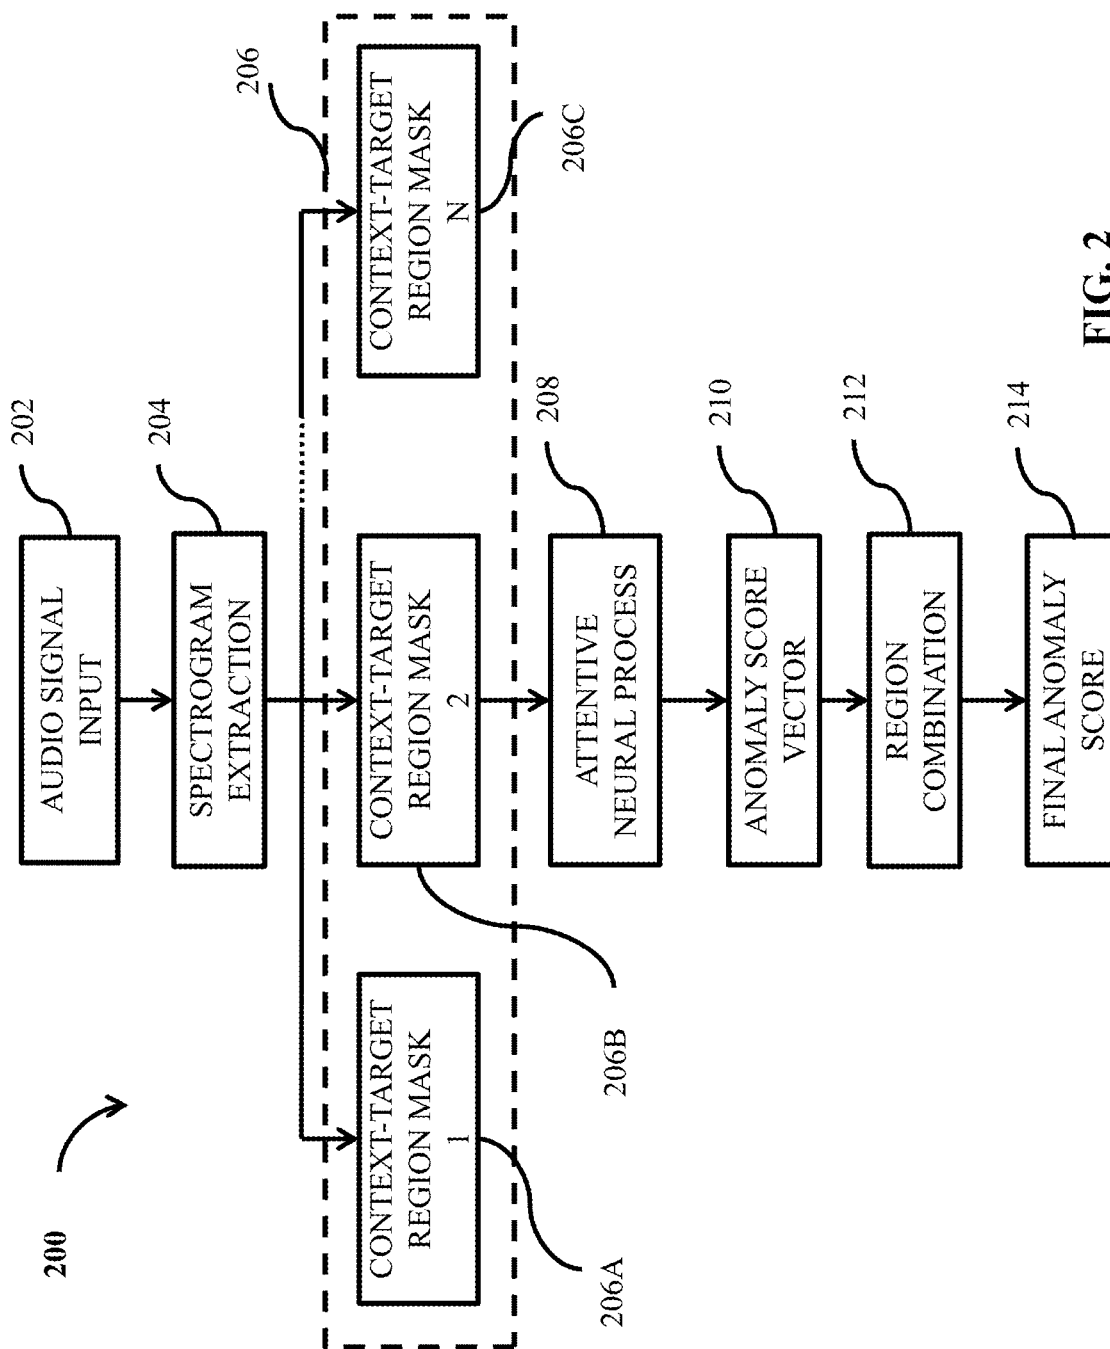 200
AUDIO SIGNAL
INPUT
202
SPECTROGRAM
EXTRACTION
204
206
CONTEXT-TARGET
REGION MASK
1
206A
CONTEXT-TARGET
REGION MASK
2
206B
CONTEXT-TARGET
REGION MASK
N
206C
ATTENTIVE
NEURAL PROCESS
208
ANOMALY SCORE
VECTOR
210
REGION
COMBINATION
212
FINAL ANOMALY
SCORE
214
FIG. 2